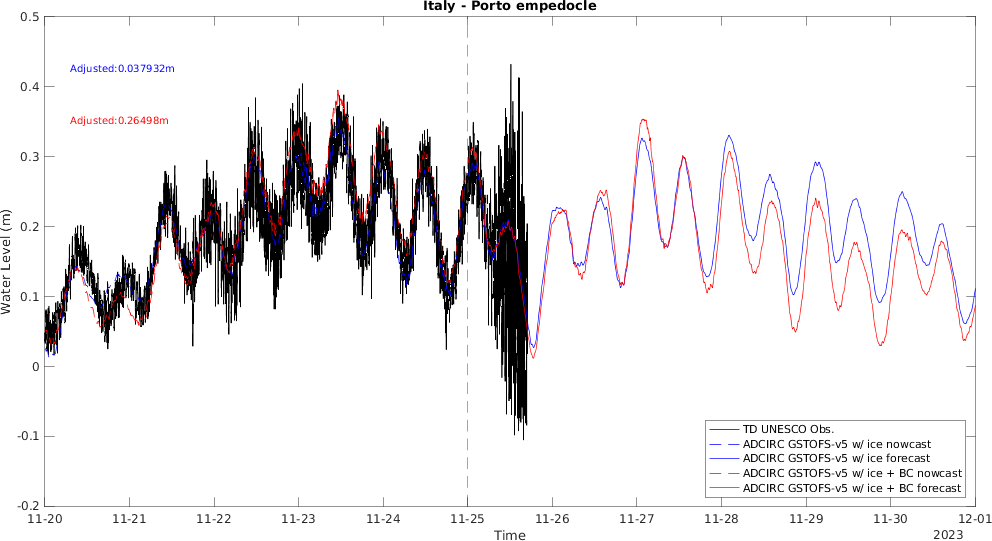 Italy - Porto empedocle
0.5
0.4
0.3
0.2
0.1
0
-0.1
-0.2
Water Level (m)
Adjusted:0.037932m
Adjusted:0.26498m
TD UNESCO Obs.
ADCIRC GSTOFS-v5 w/ ice nowcast
ADCIRC GSTOFS-v5 w/ ice forecast
ADCIRC GSTOFS-v5 w/ ice + BC nowcast
ADCIRC GSTOFS-v5 w/ ice + BC forecast
11-20 11-21 11-22 11-23 11-24 11-25 11-26 11-27 11-28 11-29 11-30 12-01
Time
2023